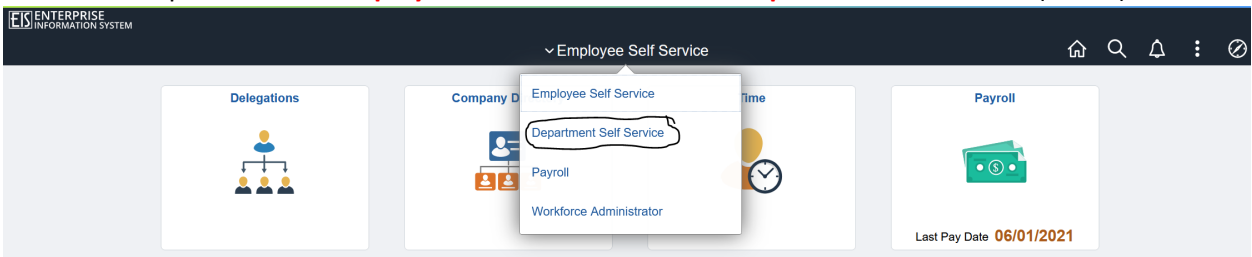 EIS ENTERPRISE
INFORMATION SYSTEM
Employee Self Service
Delegations
Company D
Time
Payroll
Employee Self Service
Department Self Service
Payroll
Workforce Administrator
Last Pay Date 06/01/2021